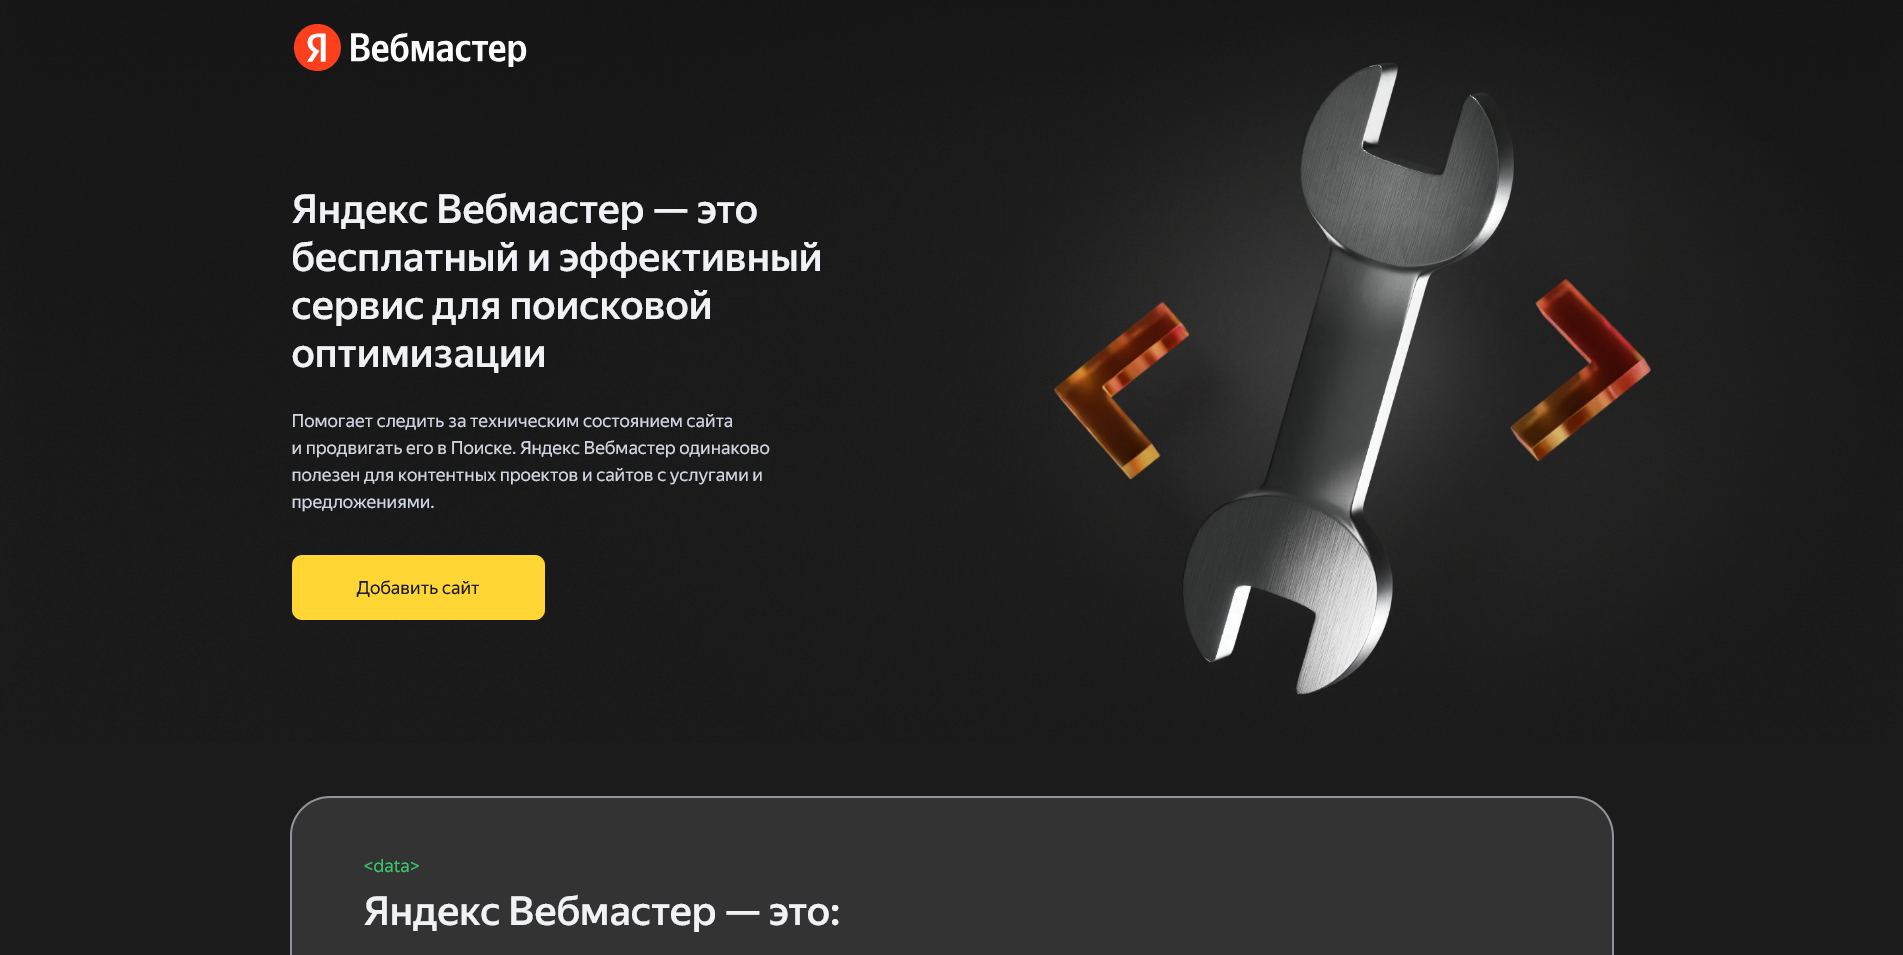 Я Вебмастер
Яндекс Вебмастер — это
бесплатный и эффективный
сервис для поисковой
оптимизации
Помогает следить за техническим состоянием сайта
и продвигать его в Поиске. Яндекс Вебмастер одинаково
полезен для контентных проектов и сайтов с услугами и
предложениями.
Добавить сайт
<data>
Яндекс Вебмастер — это: